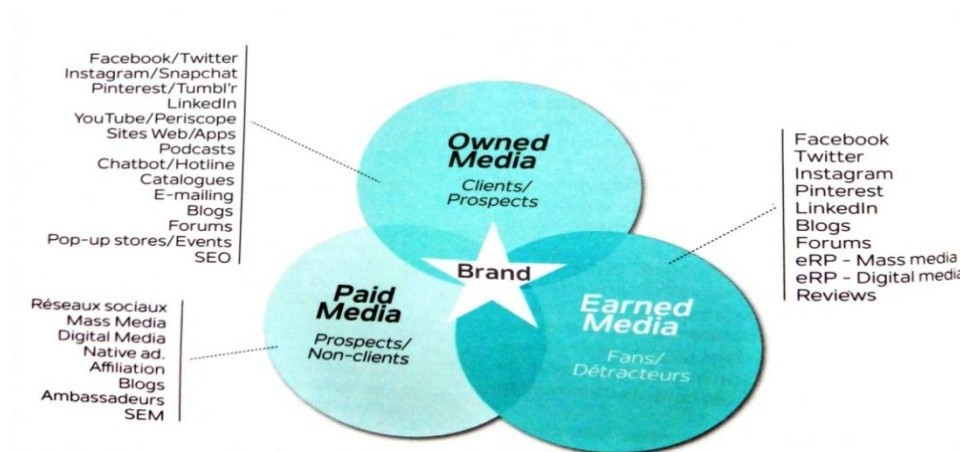 Facebook/Twitter
Instagram/Snapchat
Pinterest/Tumbl'r
LinkedIn
YouTube/Periscope
Sites Web/Apps
Podcasts
Chatbot/Hotline
Catalogues
E-mailing
Blogs
Forums
Pop-up stores/Events
SEO
Owned
Media
Clients/
Prospects
Facebook
Twitter
Instagram
Pinterest
LinkedIn
Blogs
Forums
eRP - Mass media
eRP - Digital media
Reviews
Brand
Réseaux sociaux
Mass Media
Digital Media
Native ad.
Affiliation
Blogs
Ambassadeurs
SEM
Paid
Media
Prospects/
Non-clients
Earned
Media
Fans/
Détracteurs